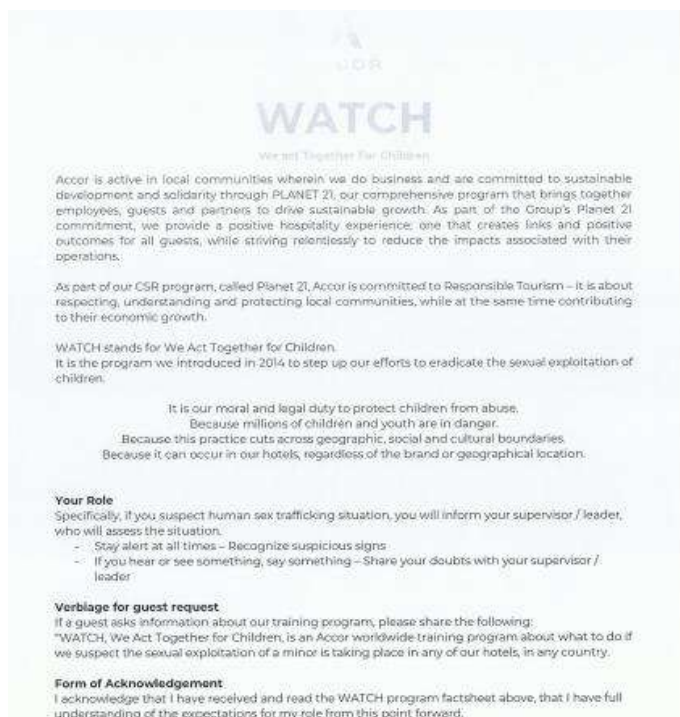 WATCH
We act Together For Children
Accor is active in local communities wherein we do business and are committed to sustainable
development and solidarity through PLANET 21, our comprehensive program that brings together
employees, guests and partners to drive sustainable growth. As part of the Group's Planet 21
commitment, we provide a positive hospitality experience; one that creates links and positive
outcomes for all guests, while striving relentlessly to reduce the impacts associated with their
operations.
As part of our CSR program, called Planet 21, Accor is committed to Responsible Tourism – it is about
respecting, understanding and protecting local communities, while at the same time contributing
to their economic growth.
WATCH stands for We Act Together for Children.
It is the program we introduced in 2014 to step up our efforts to eradicate the sexual exploitation of
children.
It is our moral and legal duty to protect children from abuse.
Because millions of children and youth are in danger.
Because this practice cuts across geographic, social and cultural boundaries.
Because it can occur in our hotels, regardless of the brand or geographical location.
Your Role
Specifically, if you suspect human sex trafficking situation, you will inform your supervisor / leader,
who will assess the situation.
- Stay alert at all times – Recognize suspicious signs
- If you hear or see something, say something – Share your doubts with your supervisor /
leader
Verbiage for guest request
If a guest asks information about our training program, please share the following:
"WATCH, We Act Together for Children, is an Accor worldwide training program about what to do if
we suspect the sexual exploitation of a minor is taking place in any of our hotels, in any country.
Form of Acknowledgement
I acknowledge that I have received and read the WATCH program factsheet above, that I have full
understanding of the expectations for my role from this point forward.